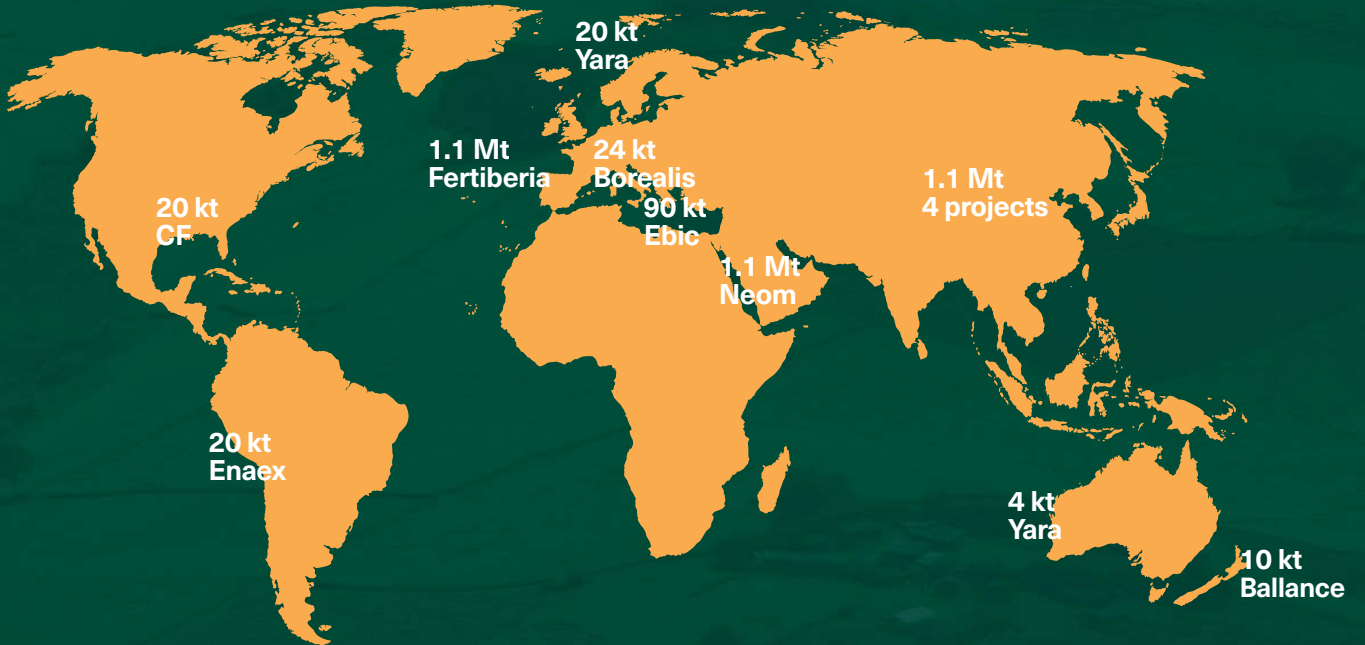 20 kt
Yara
1.1 Mt
Fertiberia
24 kt
Borealis
1.1 Mt
4 projects
20 kt
CF
90 kt
Ebic
1.1 Mt
Neom
20 kt
Enaex
4 kt
Yara
10 kt
Ballance